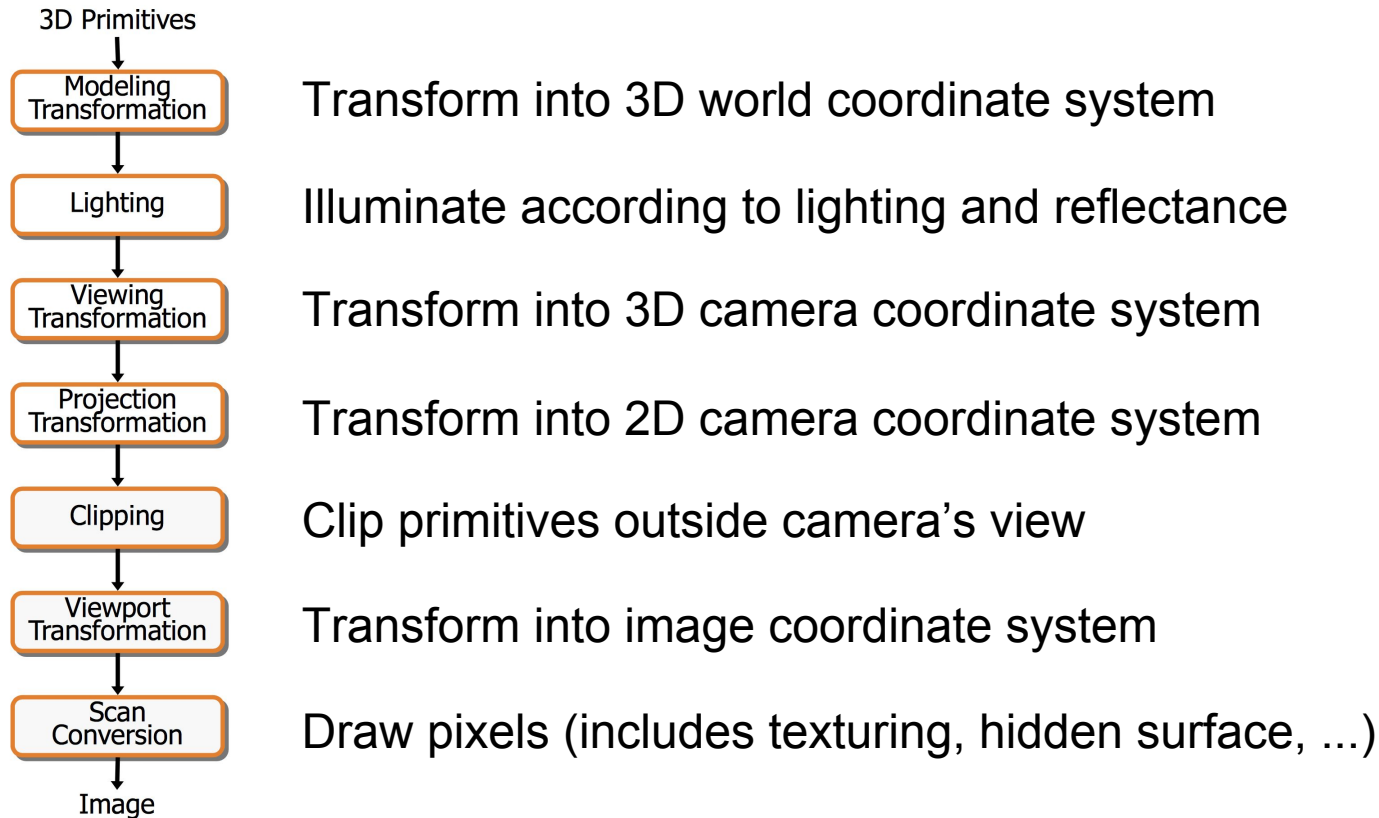 3D Primitives
Modeling
Transformation
Transform into 3D world coordinate system
Lighting
Illuminate according to lighting and reflectance
Viewing
Transformation
Transform into 3D camera coordinate system
Projection
Transformation
Transform into 2D camera coordinate system
Clipping
Clip primitives outside camera’s view
Viewport
Transformation
Transform into image coordinate system
Scan
Conversion
Draw pixels (includes texturing, hidden surface, ...)
Image